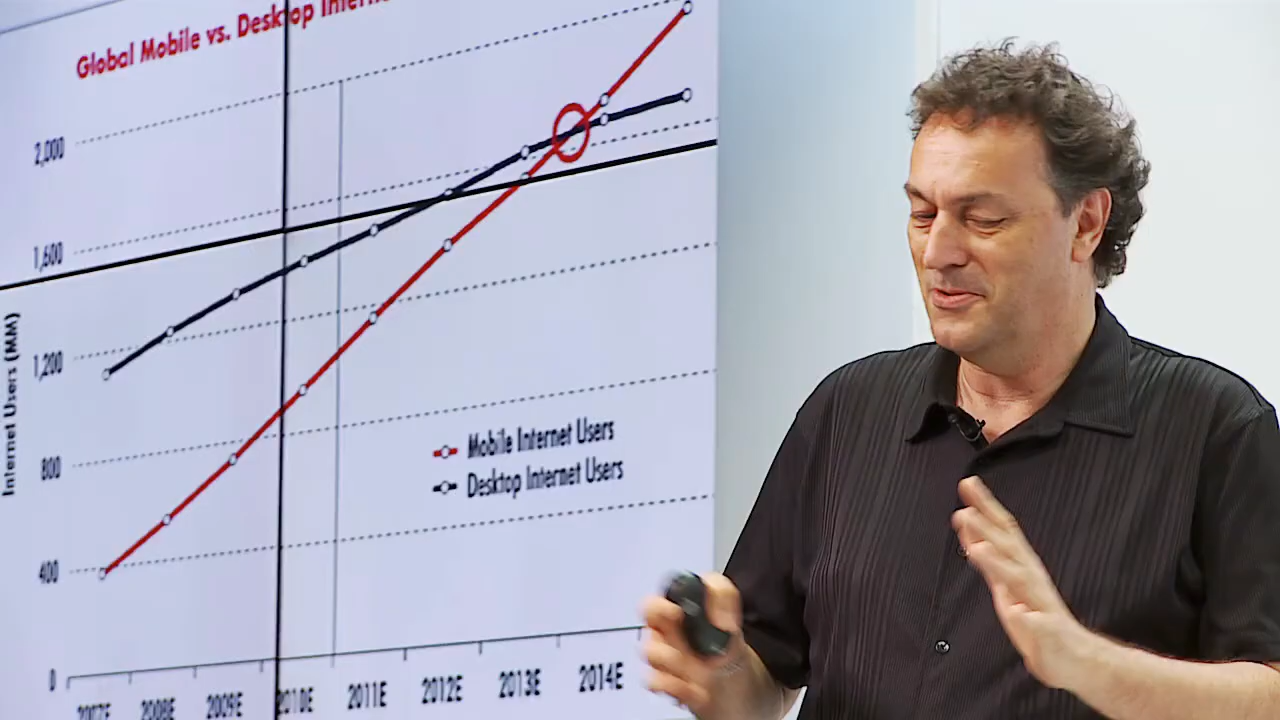 Global Mobile vs. Desktop
2,000
1,600
1,200
800
400
0
Internet Users (MM)
Mobile Internet Users
Desktop Internet Users
2007E 2008E 2009E 2010E 2011E 2012E 2013E 2014E